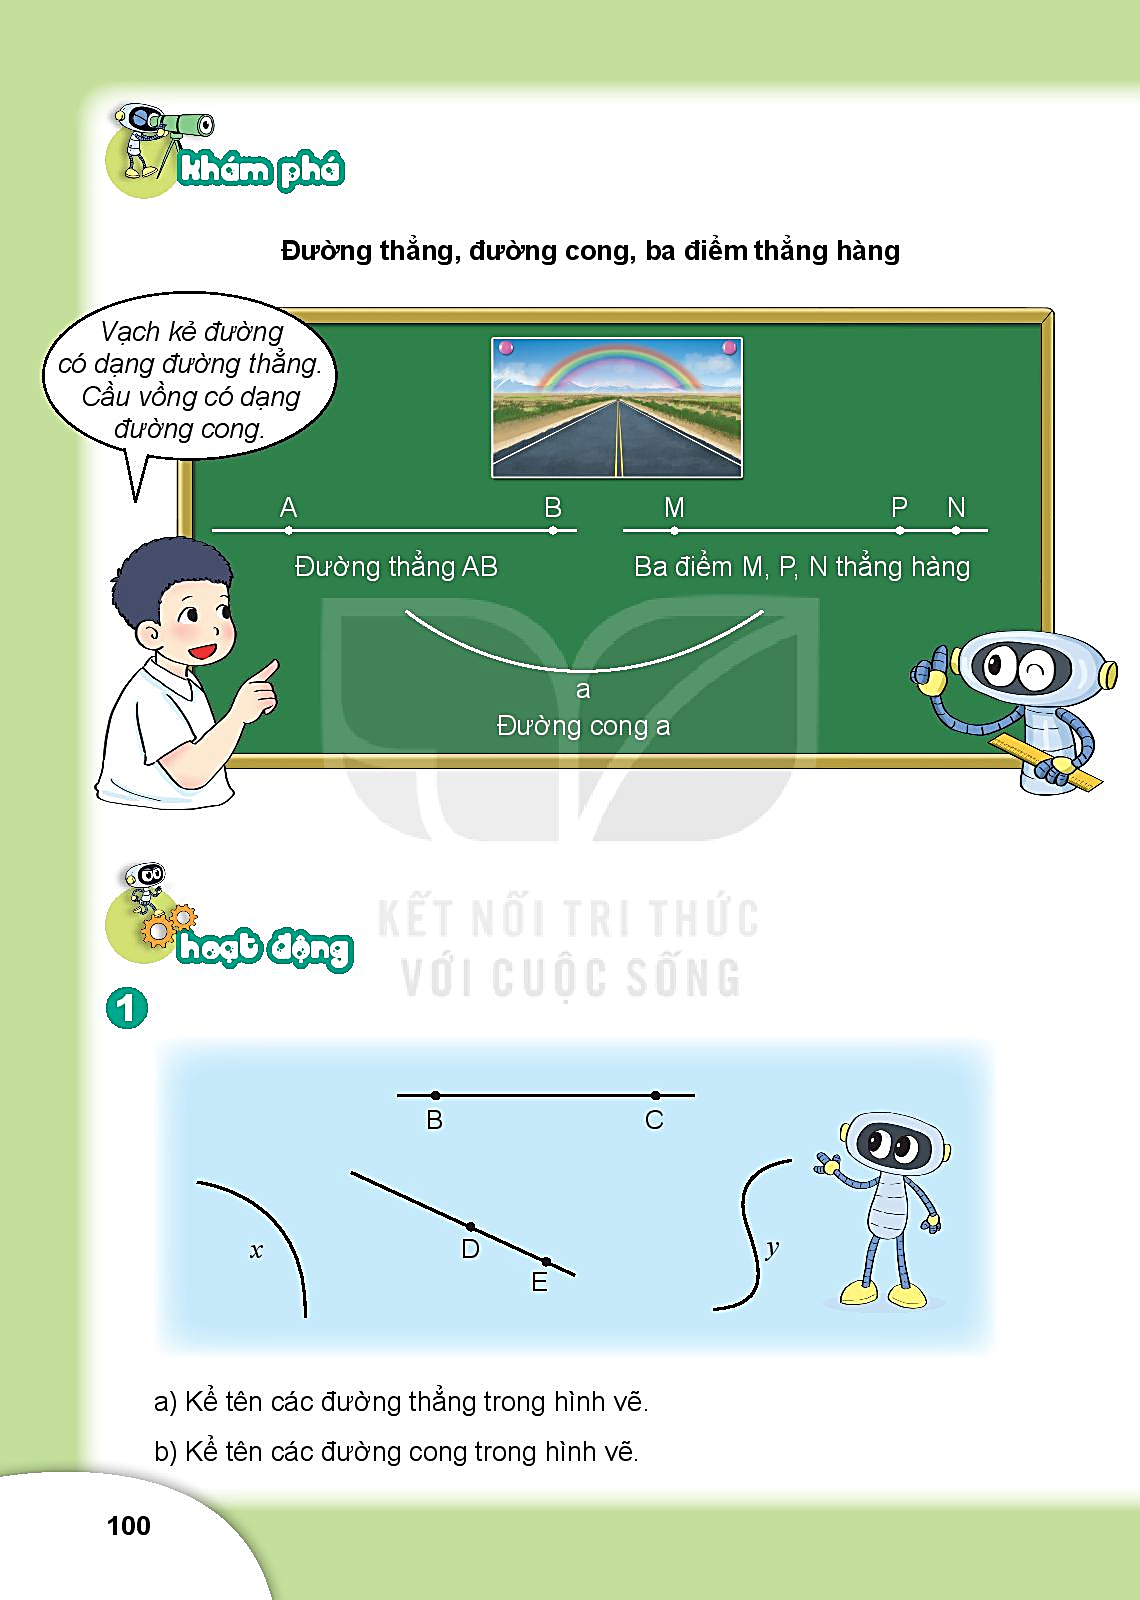 khám phá
Đường thẳng, đường cong, ba điểm thẳng hàng
Vạch kẻ đường
có dạng đường thẳng.
Cầu vồng có dạng
đường cong.
A B M P N
Đường thẳng AB Ba điểm M, P, N thẳng hàng
a
Đường cong a
KẾT NỐI TRI THỨC
VỚI CUỘC SỐNG
hoạt động
1
B C
x D E y
a) Kể tên các đường thẳng trong hình vẽ.
b) Kể tên các đường cong trong hình vẽ.
100